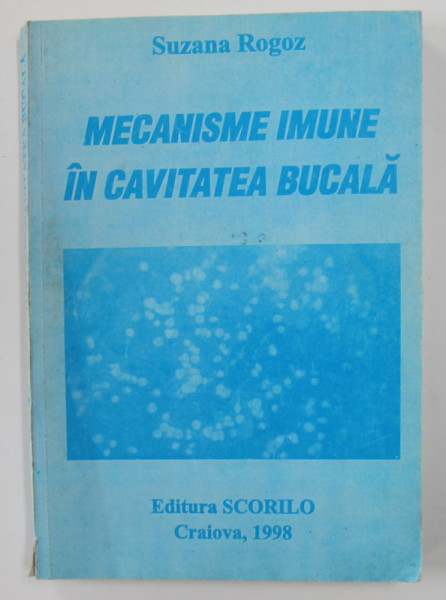 Suzana Rogoz
MECANISME IMUNE
ÎN CAVITATEA BUCALĂ
Editura SCORILO
Craiova, 1998